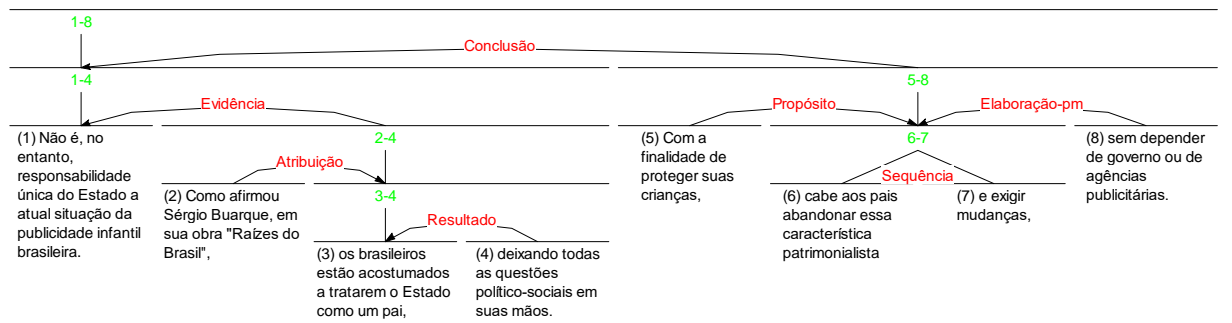 1-8
Conclusão
1-4
5-8
Evidência
Propósito
Elaboração-pm
(1) Não é, no
entanto,
responsabilidade
única do Estado a
atual situação da
publicidade infantil
brasileira.
2-4
Atribuição
(2) Como afirmou
Sérgio Buarque, em
sua obra "Raízes do
Brasil",
3-4
Resultado
(3) os brasileiros
estão acostumados
a tratarem o Estado
como um pai,
(4) deixando todas
as questões
político-sociais em
suas mãos.
(5) Com a
finalidade de
proteger suas
crianças,
6-7
Sequência
(6) cabe aos pais
abandonar essa
característica
patrimonialista
(7) e exigir
mudanças,
(8) sem depender
de governo ou de
agências
publicitárias.